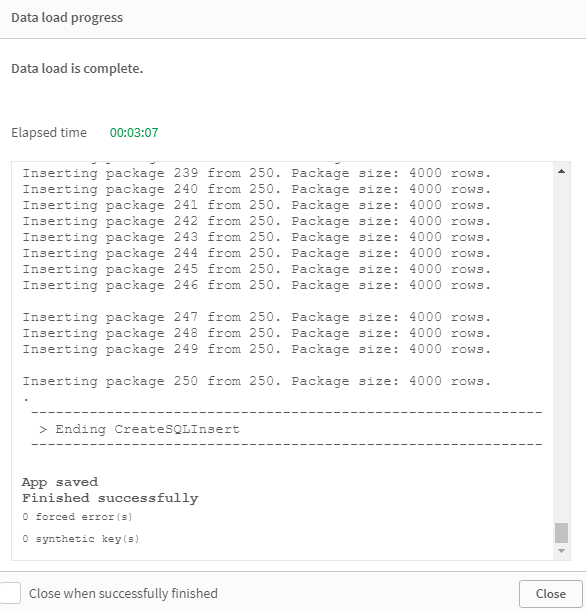 Data load progress
Data load is complete.
Elapsed time 00:03:07
Inserting package 239 from 250. Package size: 4000 rows.
Inserting package 240 from 250. Package size: 4000 rows.
Inserting package 241 from 250. Package size: 4000 rows.
Inserting package 242 from 250. Package size: 4000 rows.
Inserting package 243 from 250. Package size: 4000 rows.
Inserting package 244 from 250. Package size: 4000 rows.
Inserting package 245 from 250. Package size: 4000 rows.
Inserting package 246 from 250. Package size: 4000 rows.
Inserting package 247 from 250. Package size: 4000 rows.
Inserting package 248 from 250. Package size: 4000 rows.
Inserting package 249 from 250. Package size: 4000 rows.
Inserting package 250 from 250. Package size: 4000 rows.
.
-------------------------------------------------------------
> Ending CreateSQLInsert
-------------------------------------------------------------
App saved
Finished successfully
0 forced error(s)
0 synthetic key(s)
Close when successfully finished
Close